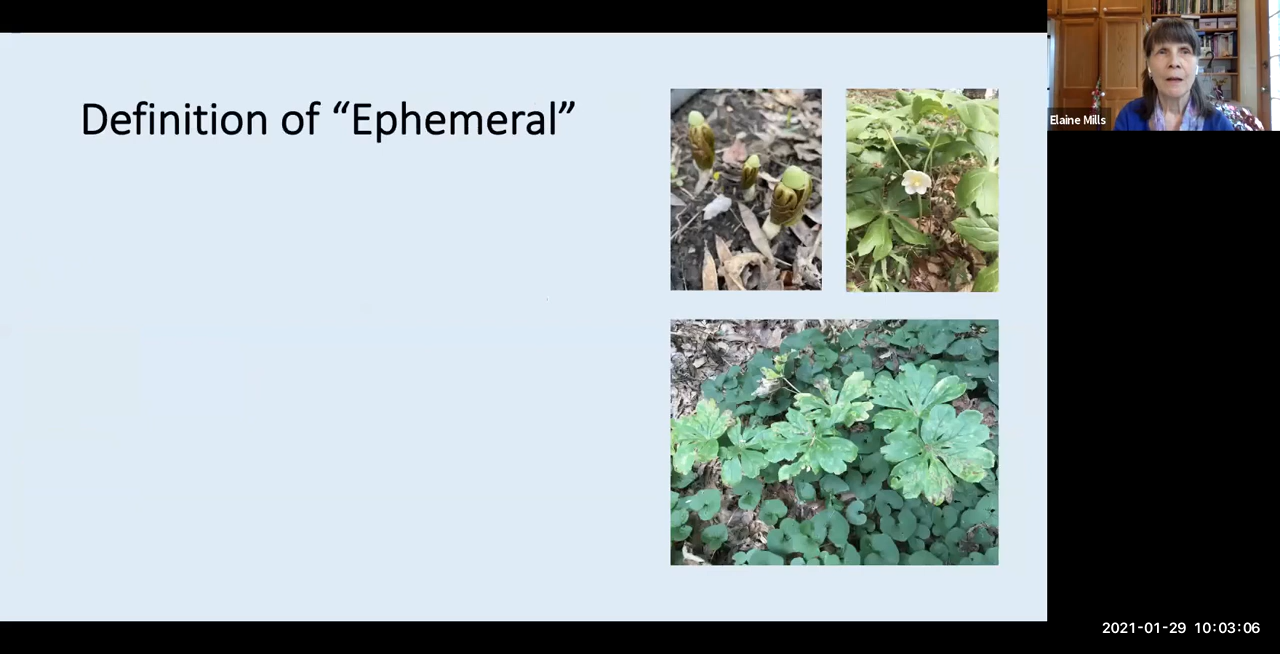 Definition of “Ephemeral”
Elaine Mills
2021-01-29 10:03:06